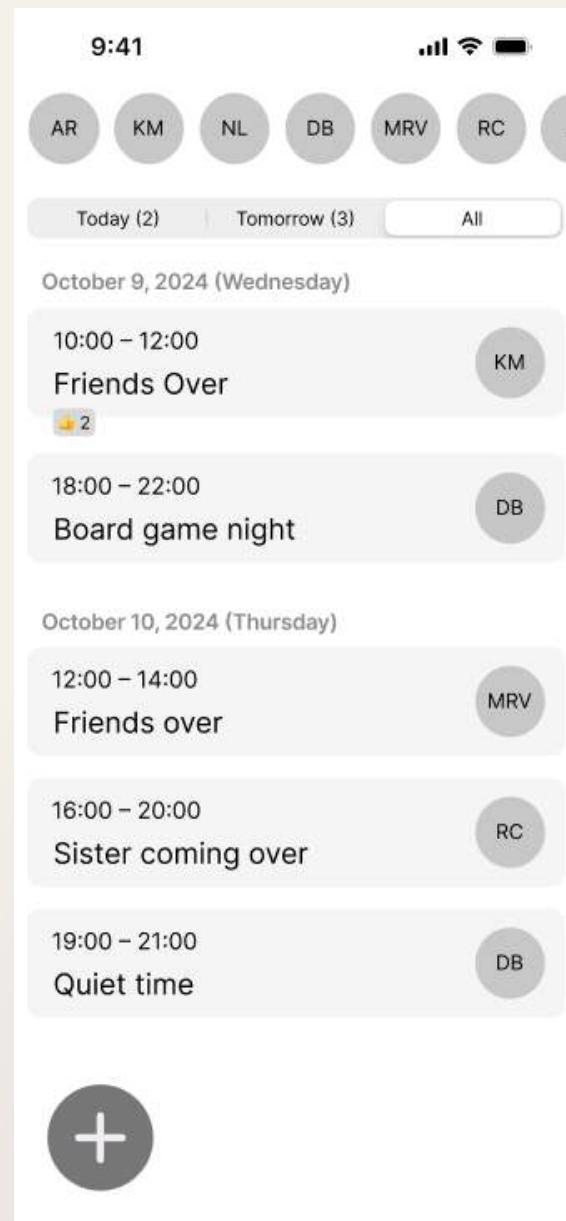 9:41
AR KM NL DB MRV RC
Today (2) Tomorrow (3) All
October 9, 2024 (Wednesday)
10:00 – 12:00
Friends Over
KM
👍 2
18:00 – 22:00
Board game night
DB
October 10, 2024 (Thursday)
12:00 – 14:00
Friends over
MRV
16:00 – 20:00
Sister coming over
RC
19:00 – 21:00
Quiet time
DB